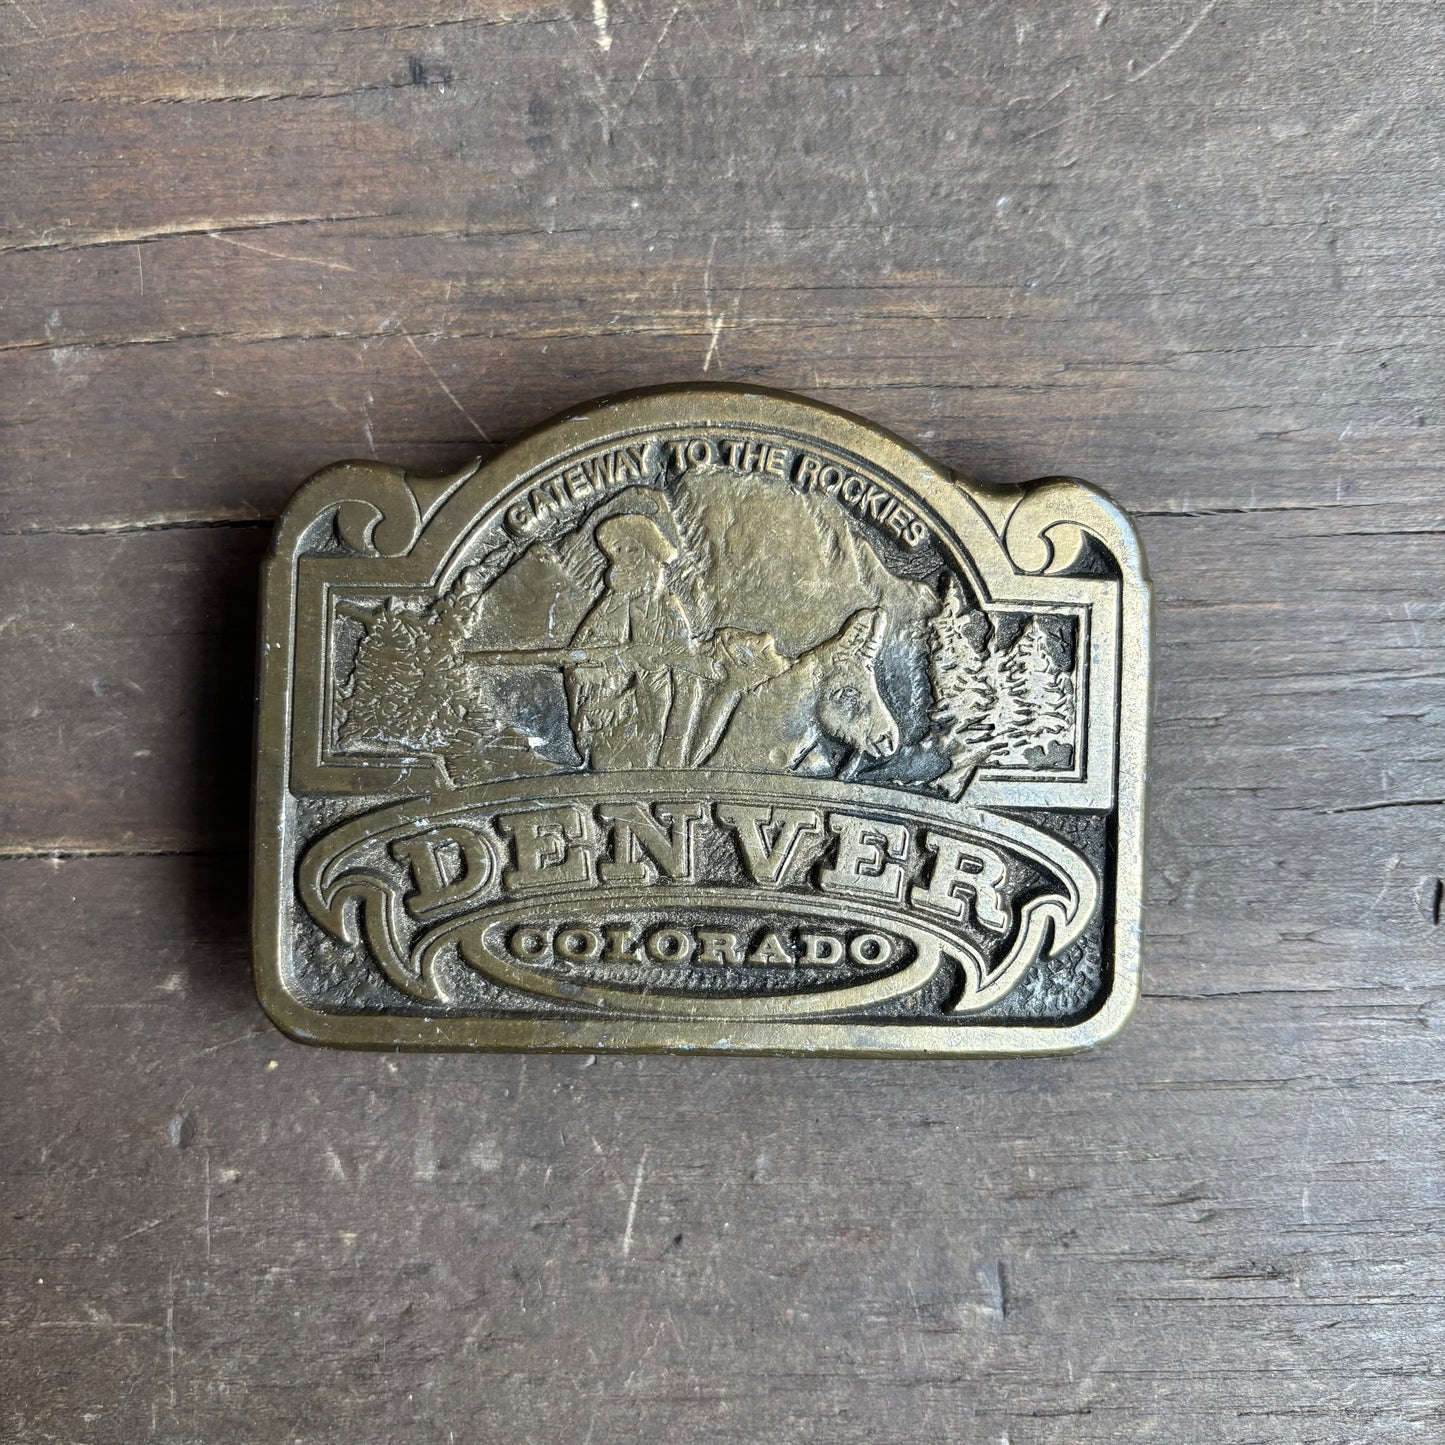 GATEWAY TO THE ROCKIES
DENVER
COLORADO